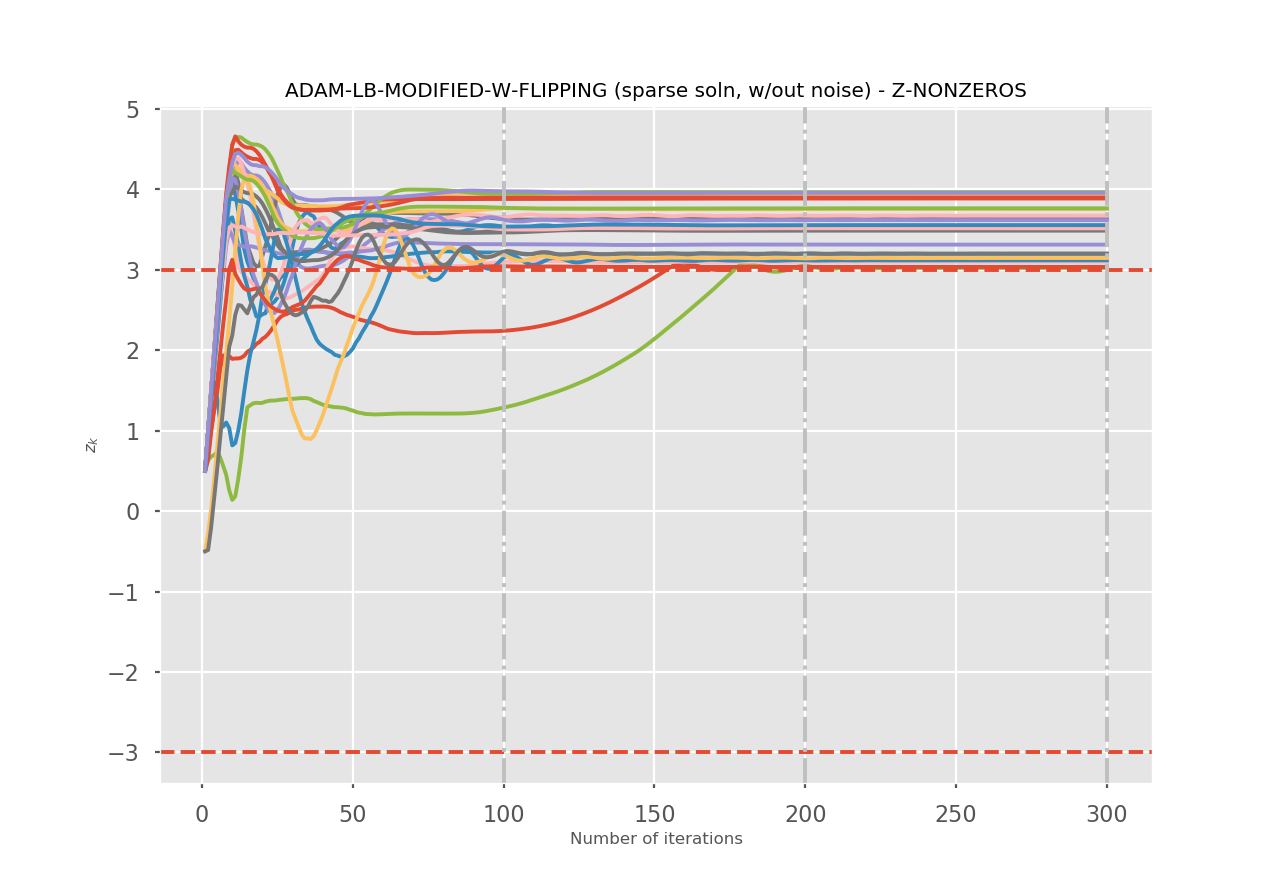 ADAM-LB-MODIFIED-W-FLIPPING (sparse soln, w/out noise) - Z-NONZEROS
5
4
3
2
1
0
−1
−2
−3
z_k
0 50 100 150 200 250 300
Number of iterations